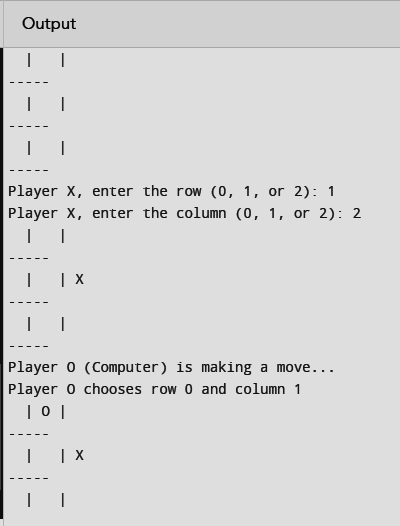 Output
  |   |
-----
  |   |
-----
  |   |
-----
Player X, enter the row (0, 1, or 2): 1
Player X, enter the column (0, 1, or 2): 2
  |   |
-----
  |   | X
-----
  |   |
-----
Player O (Computer) is making a move...
Player O chooses row 0 and column 1
  | O |
-----
  |   | X
-----
  |   |